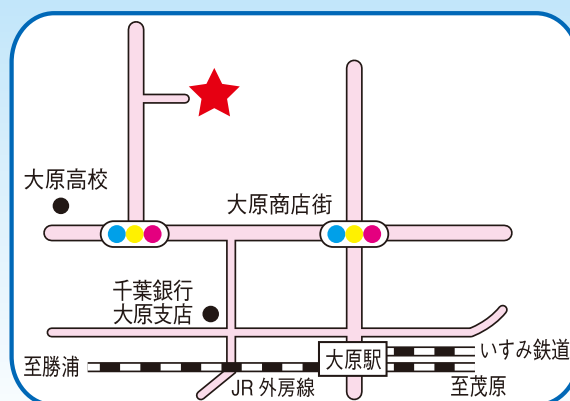 大原高校
大原商店街
千葉銀行
大原支店
大原駅
いすみ鉄道
至勝浦
JR 外房線
至茂原